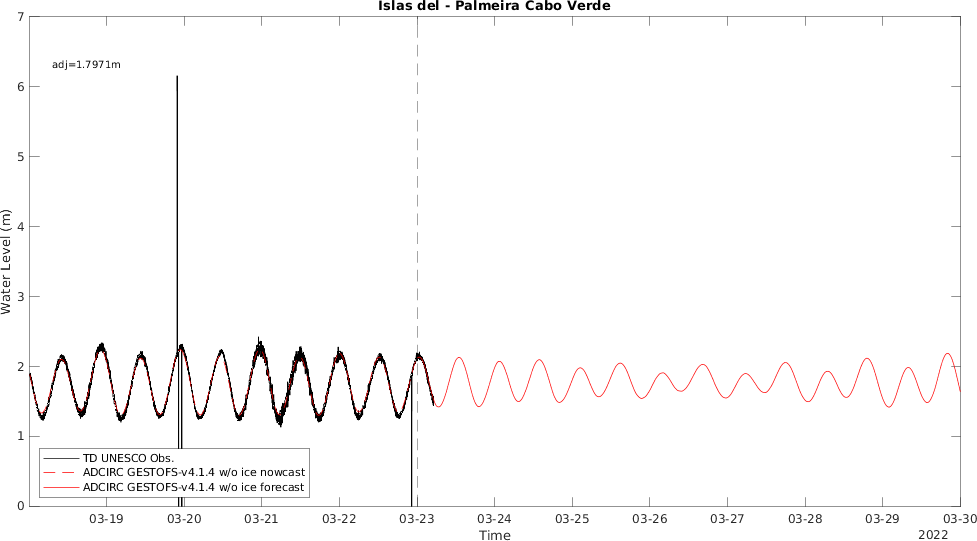 Islas del - Palmeira Cabo Verde
adj=1.7971m
Water Level (m)
7
6
5
4
3
2
1
0
TD UNESCO Obs.
ADCIRC GESTOFS-v4.1.4 w/o ice nowcast
ADCIRC GESTOFS-v4.1.4 w/o ice forecast
03-19 03-20 03-21 03-22 03-23 03-24 03-25 03-26 03-27 03-28 03-29 03-30
Time
2022